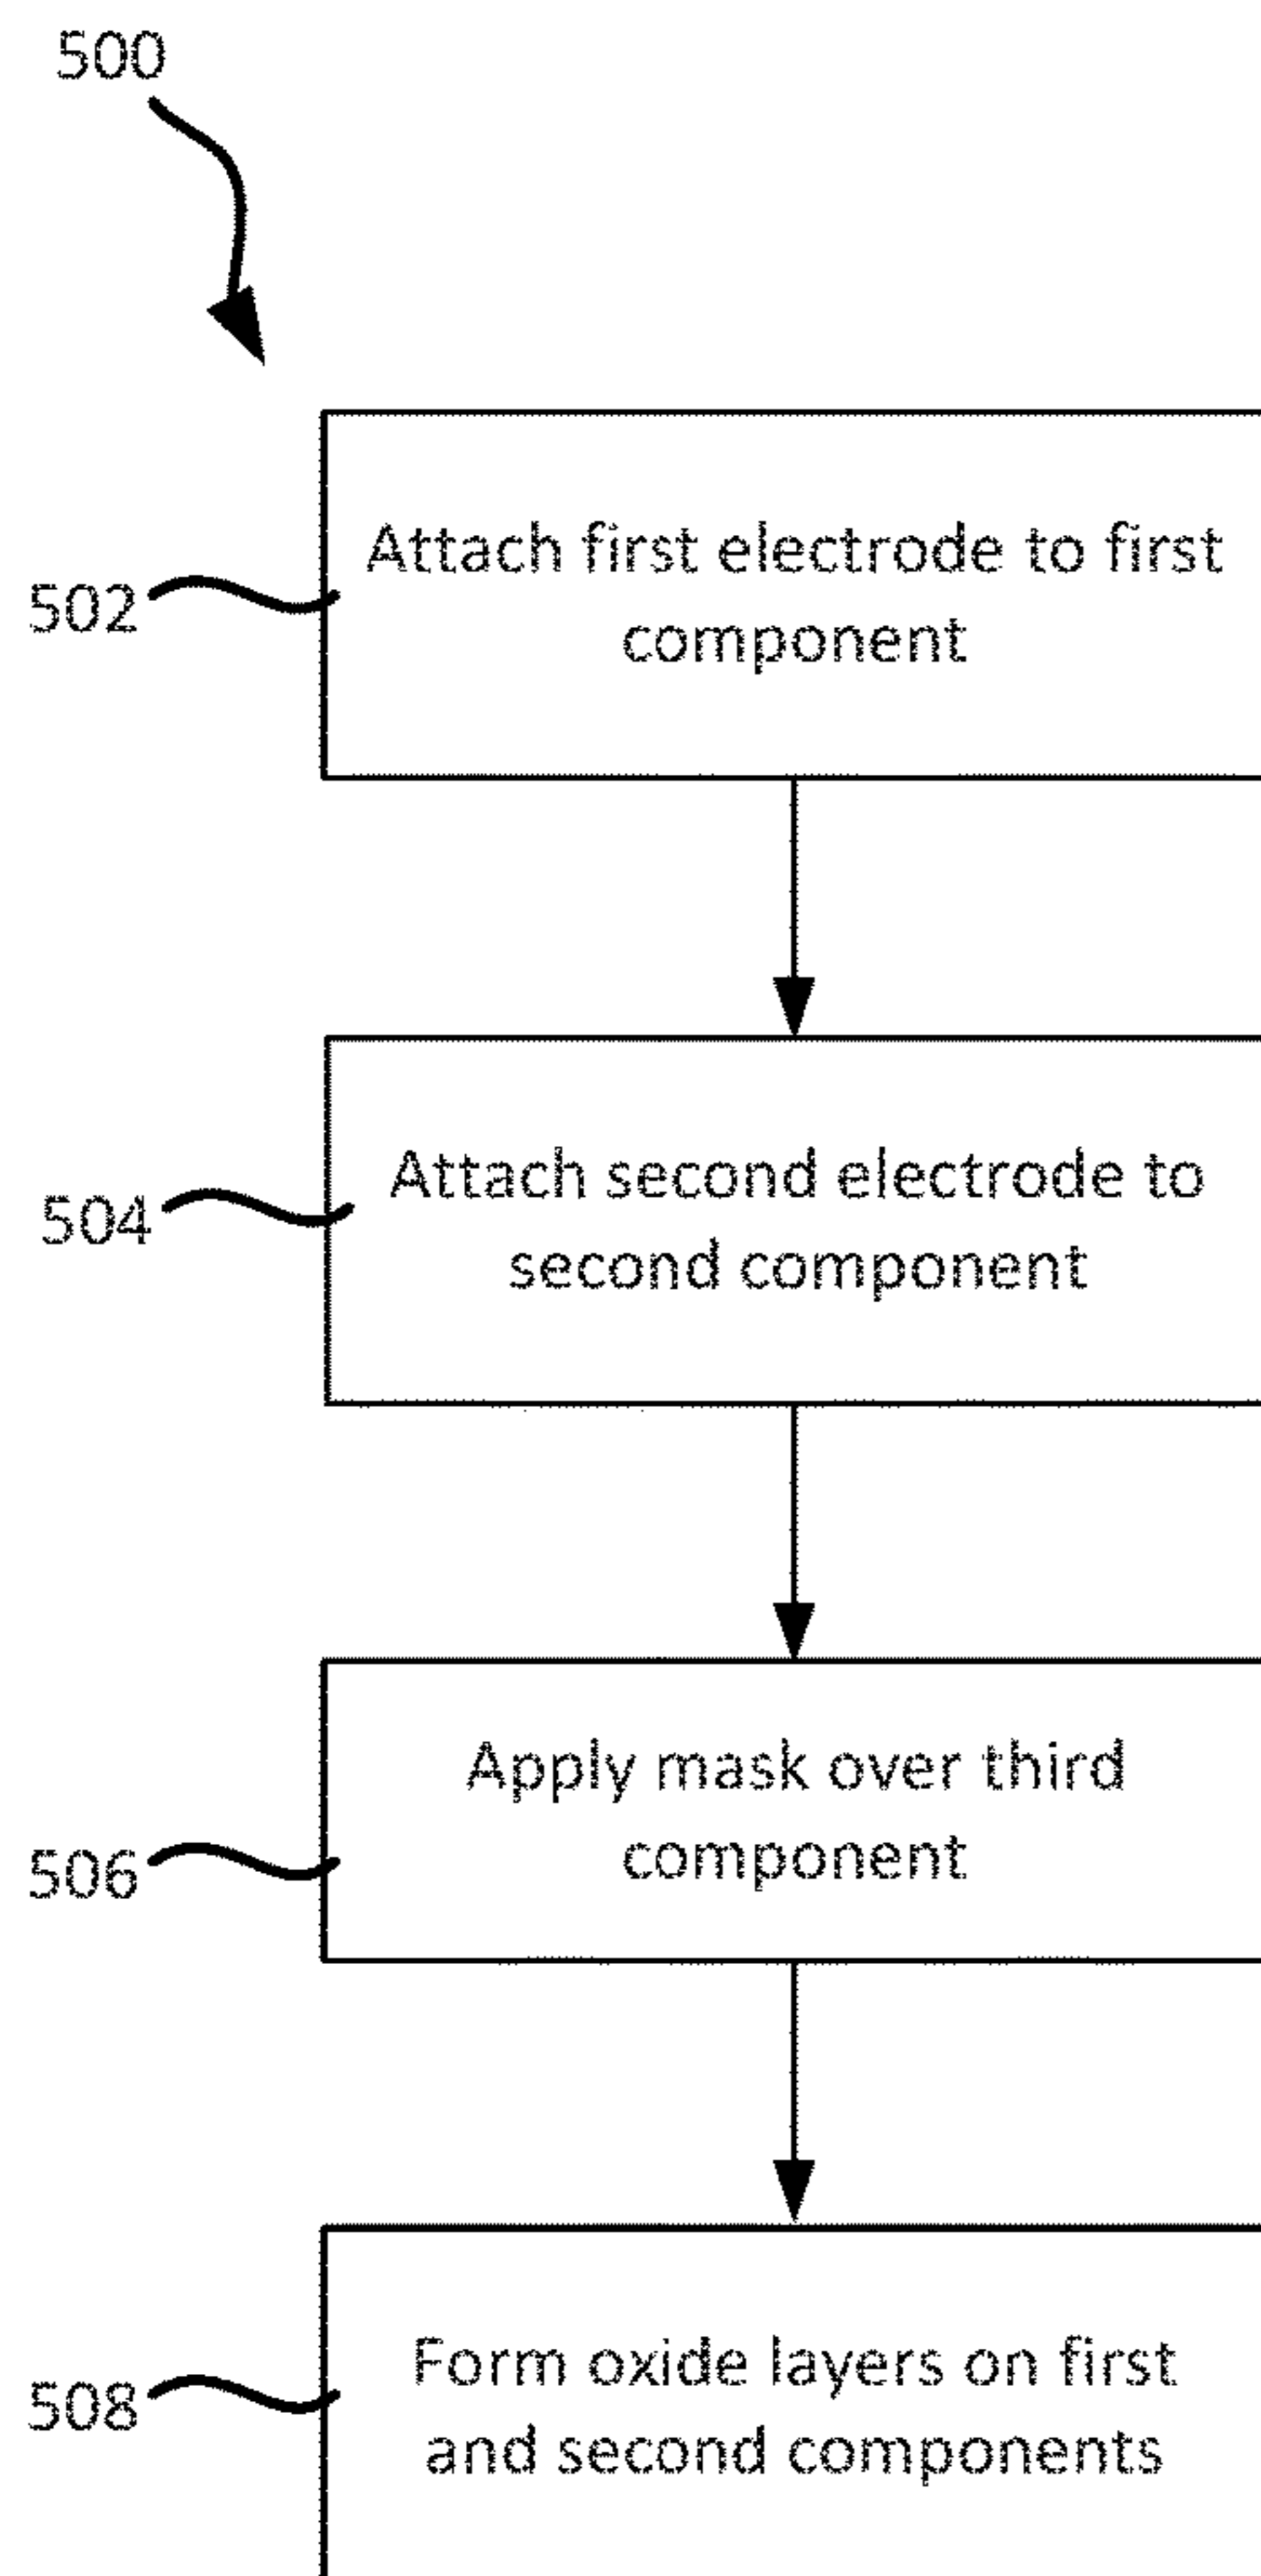 500
502
Attach first electrode to first
component
504
Attach second electrode to
second component
506
Apply mask over third
component
508
Form oxide layers on first
and second components